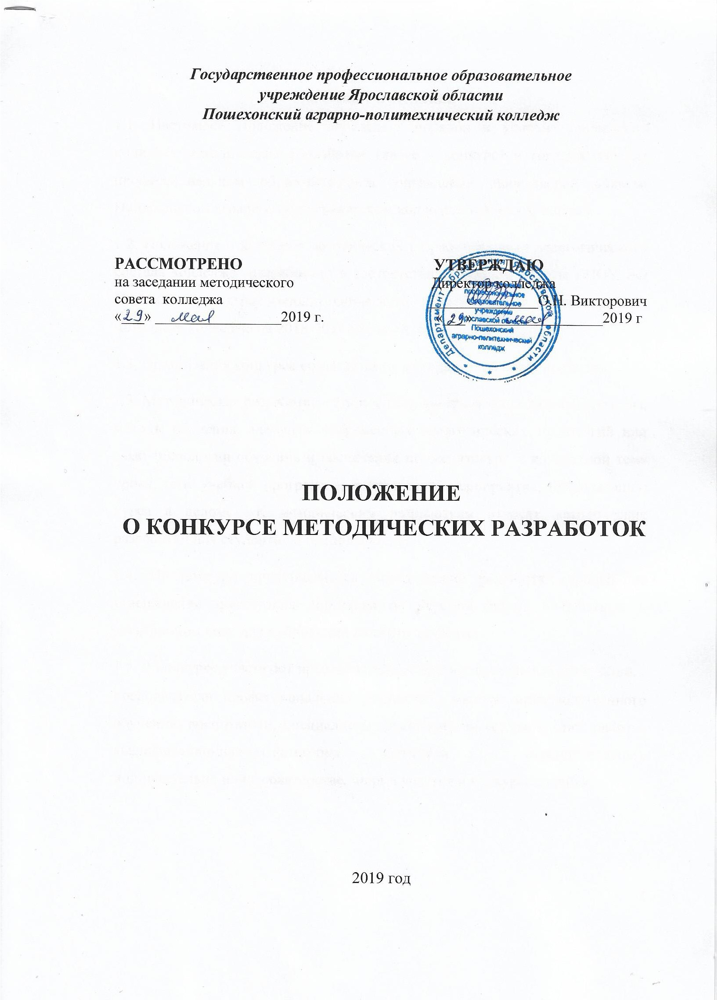 Государственное профессиональное образовательное
учреждение Ярославской области
Пошехонский аграрно-политехнический колледж
РАССМОТРЕНО
на заседании методического
совета колледжа
«29» мая 2019 г.
УТВЕРЖДАЮ
Директор колледжа
О.Н. Викторович
«29» мая 2019 г
Департамент образования Ярославской области
профессиональное
образовательное
учреждение
Ярославской области
Пошехонский
аграрно-политехнический
колледж
ПОЛОЖЕНИЕ
О КОНКУРСЕ МЕТОДИЧЕСКИХ РАЗРАБОТОК
2019 год